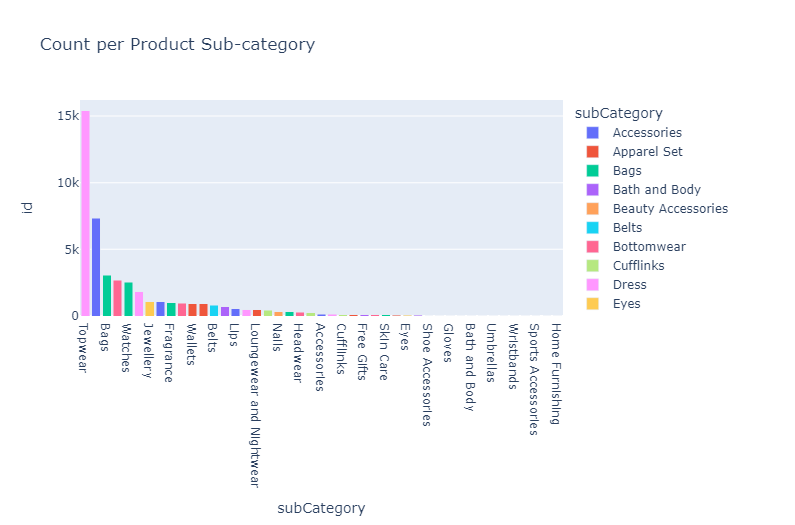 Count per Product Sub-category
15k
10k
5k
0
id
Topwear
Bags
Watches
Jewellery
Fragrance
Wallets
Belts
Lips
Loungewear and Nightwear
Nails
Headwear
Accessories
Cufflinks
Free Gifts
Skin Care
Eyes
Shoe Accessories
Gloves
Bath and Body
Umbrellas
Wristbands
Sports Accessories
Home Furnishing
subCategory
subCategory
Accessories
Apparel Set
Bags
Bath and Body
Beauty Accessories
Belts
Bottomwear
Cufflinks
Dress
Eyes